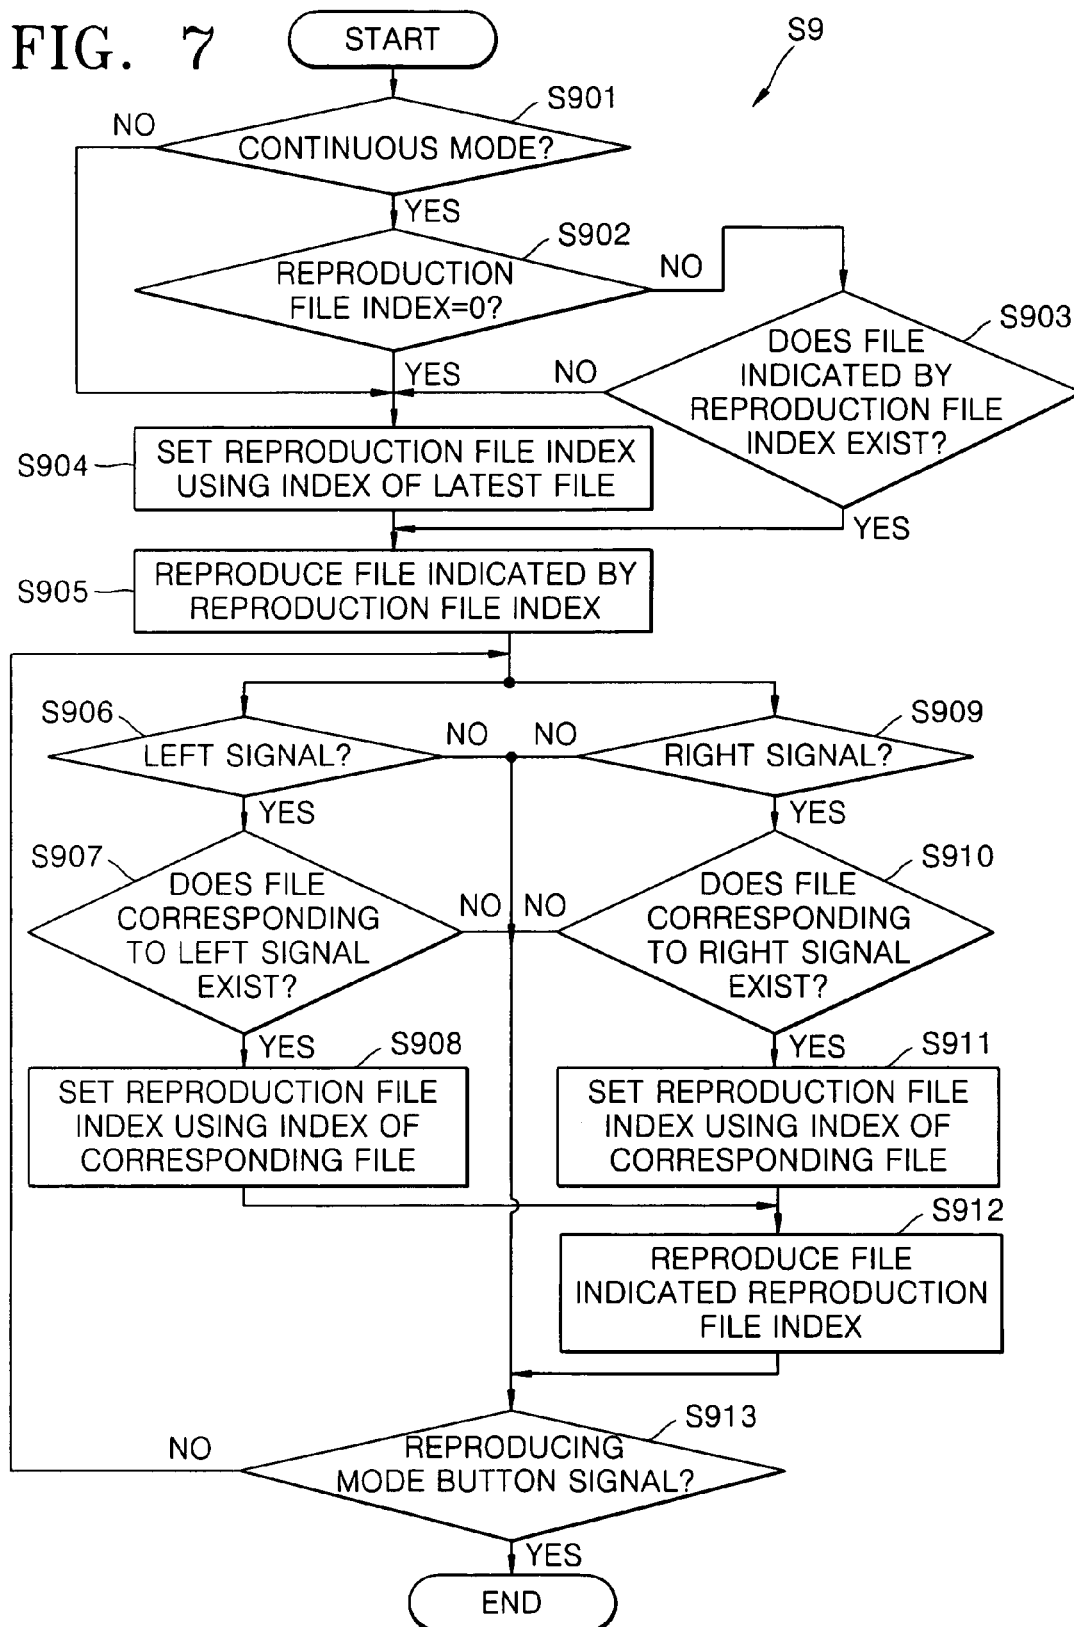 FIG. 7
START
S9
S901
NO
CONTINUOUS MODE?
YES
S902
REPRODUCTION
FILE INDEX=0?
NO
S903
DOES FILE
INDICATED BY
REPRODUCTION FILE
INDEX EXIST?
YES
NO
S904
SET REPRODUCTION FILE INDEX
USING INDEX OF LATEST FILE
YES
S905
REPRODUCE FILE INDICATED BY
REPRODUCTION FILE INDEX
S906
LEFT SIGNAL?
NO
NO
S909
RIGHT SIGNAL?
YES
YES
S907
DOES FILE
CORRESPONDING
TO LEFT SIGNAL
EXIST?
NO
NO
S910
DOES FILE
CORRESPONDING
TO RIGHT SIGNAL
EXIST?
YES
YES
S908
SET REPRODUCTION FILE
INDEX USING INDEX OF
CORRESPONDING FILE
S911
SET REPRODUCTION FILE
INDEX USING INDEX OF
CORRESPONDING FILE
S912
REPRODUCE FILE
INDICATED REPRODUCTION
FILE INDEX
S913
NO
REPRODUCING
MODE BUTTON SIGNAL?
YES
END